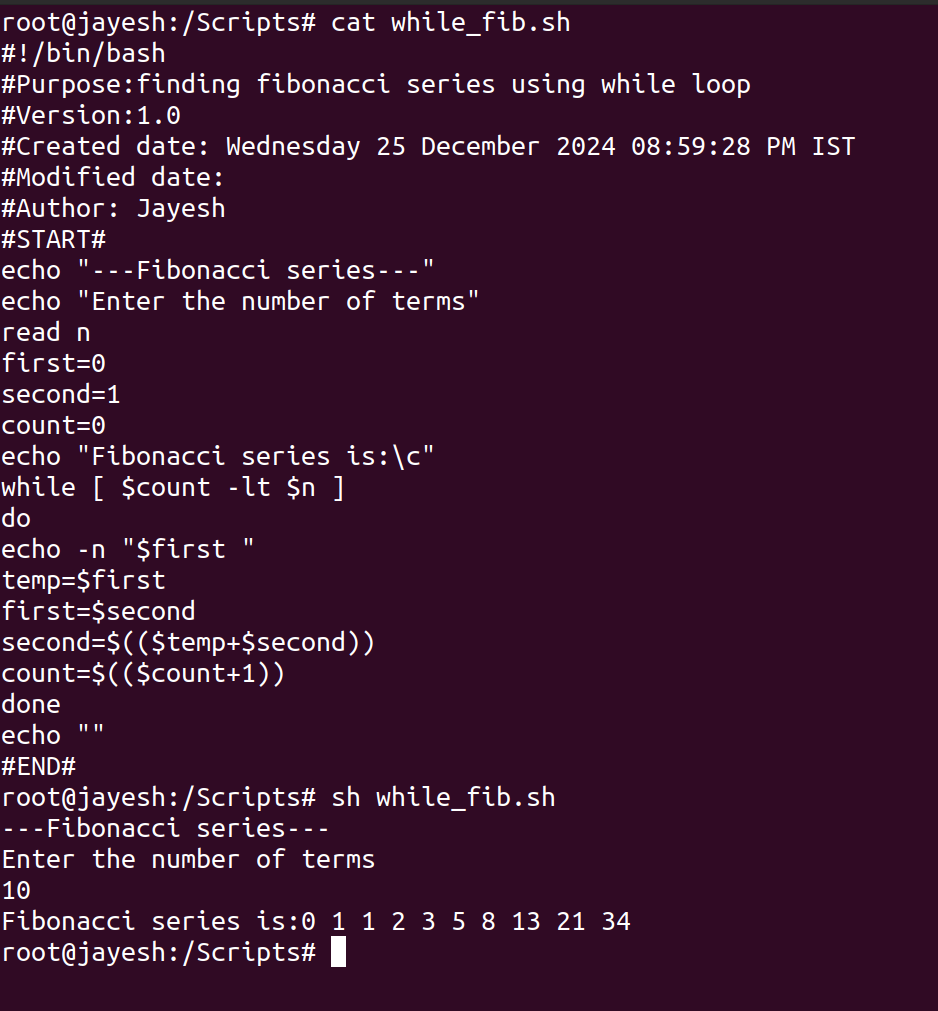 root@jayesh:/Scripts# cat while_fib.sh
#!/bin/bash
#Purpose:finding fibonacci series using while loop
#Version:1.0
#Created date: Wednesday 25 December 2024 08:59:28 PM IST
#Modified date:
#Author: Jayesh
#START#
echo "---Fibonacci series---"
echo "Enter the number of terms"
read n
first=0
second=1
count=0
echo "Fibonacci series is:\c"
while [ $count -lt $n ]
do
echo -n "$first "
temp=$first
first=$second
second=$(($temp+$second))
count=$(($count+1))
done
echo ""
#END#
root@jayesh:/Scripts# sh while_fib.sh
---Fibonacci series---
Enter the number of terms
10
Fibonacci series is:0 1 1 2 3 5 8 13 21 34
root@jayesh:/Scripts#